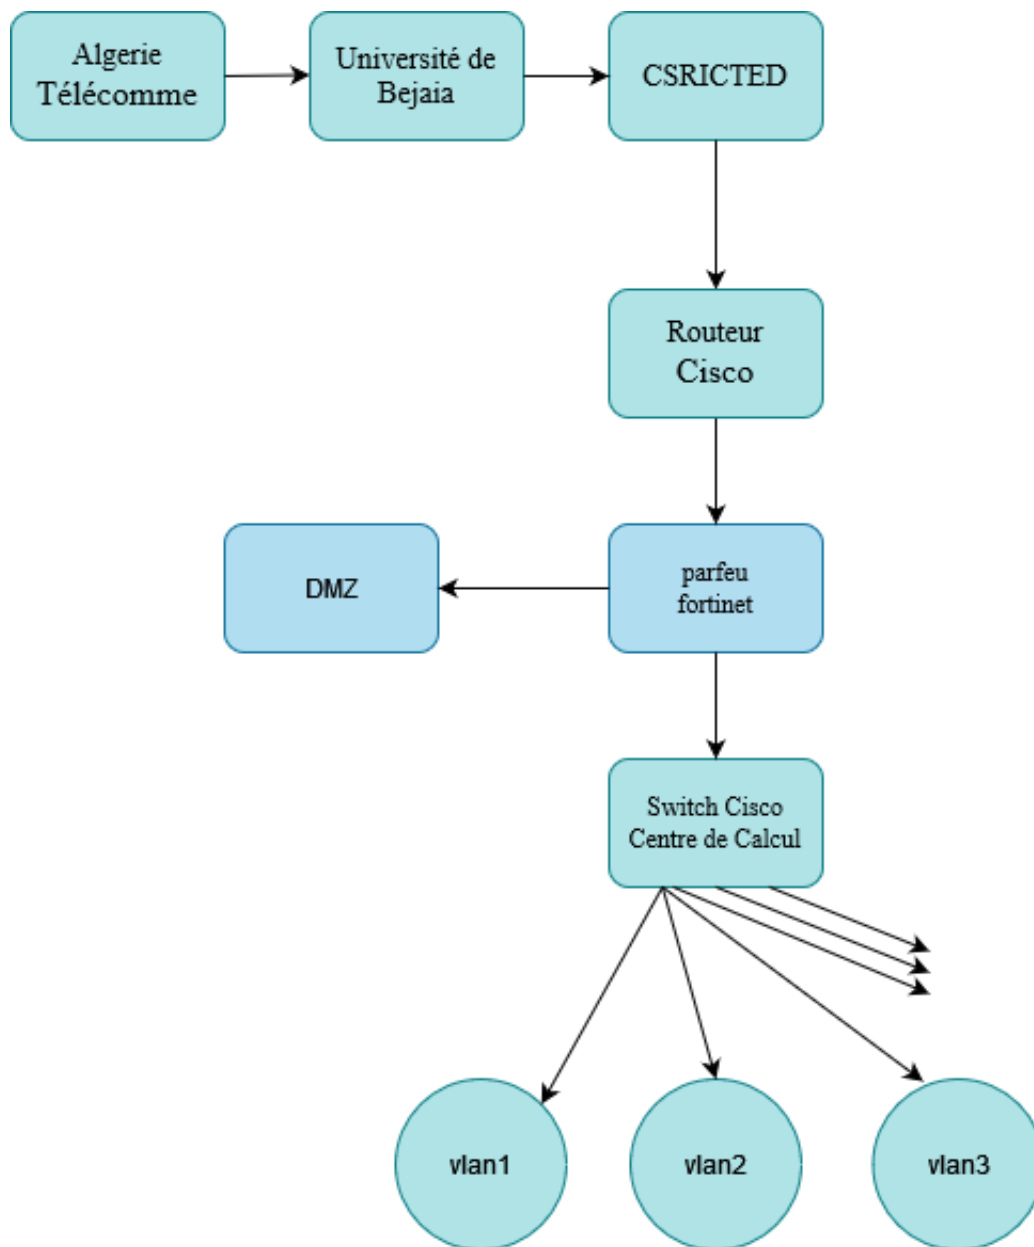 Algerie
Télécomme
Université de
Bejaia
CSRICTED
Routeur
Cisco
DMZ
parfeu
fortinet
Switch Cisco
Centre de Calcul
vlan1
vlan2
vlan3